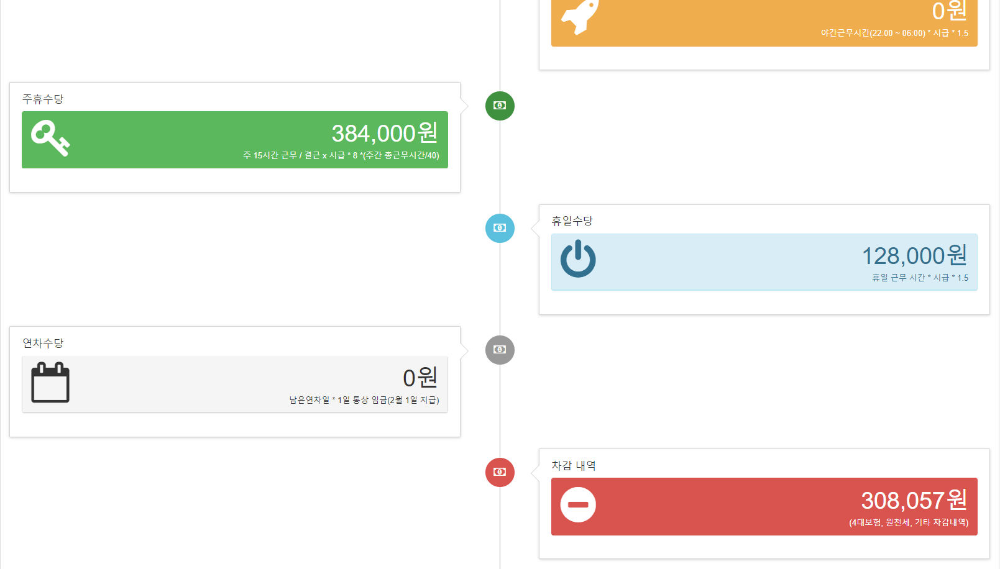 0원
야간근무시간(22:00 ~ 06:00) * 시급 * 1.5
주휴수당
384,000원
주 15시간 근무 / 결근 x 시급 * 8 *(주간 총근무시간/40)
휴일수당
128,000원
휴일 근무 시간 * 시급 * 1.5
연차수당
0원
남은연차일 * 1일 통상 임금(2월 1일 지급)
차감 내역
308,057원
(4대보험, 원천세, 기타 차감내역)